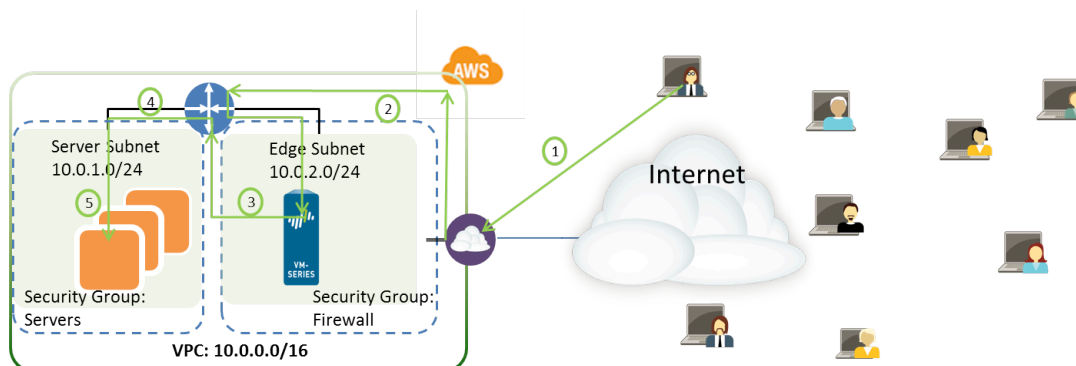 AWS
4
2
Server Subnet
10.0.1.0/24
Edge Subnet
10.0.2.0/24
1
Internet
5
3
VM-
SERIES
Security Group:
Servers
Security Group:
Firewall
VPC: 10.0.0.0/16